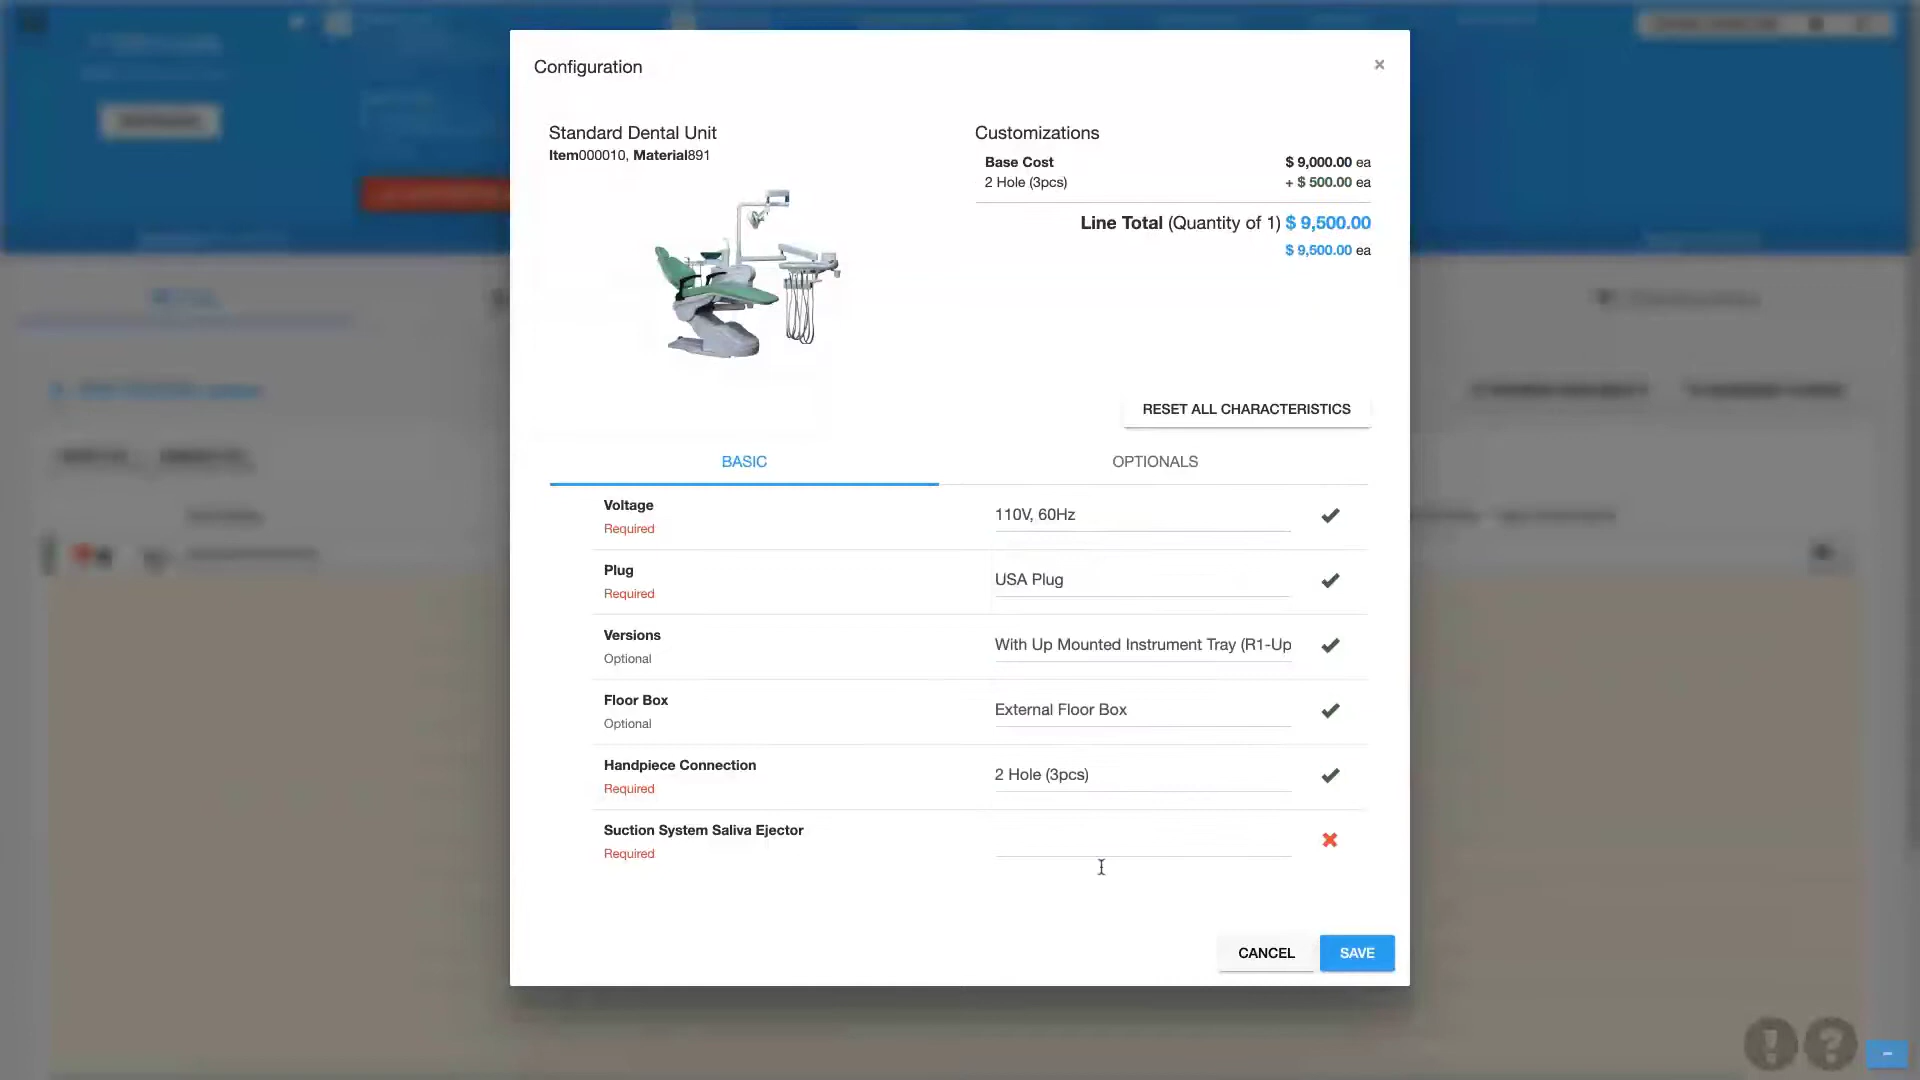 Configuration
×
Standard Dental Unit
Item000010, Material891
Customizations
Base Cost $ 9,000.00 ea
2 Hole (3pcs) + $ 500.00 ea
Line Total (Quantity of 1) $ 9,500.00
$ 9,500.00 ea
RESET ALL CHARACTERISTICS
BASIC OPTIONALS
Voltage
Required
110V, 60Hz
Plug
Required
USA Plug
Versions
Optional
With Up Mounted Instrument Tray (R1-Up
Floor Box
Optional
External Floor Box
Handpiece Connection
Required
2 Hole (3pcs)
Suction System Saliva Ejector
Required
CANCEL SAVE